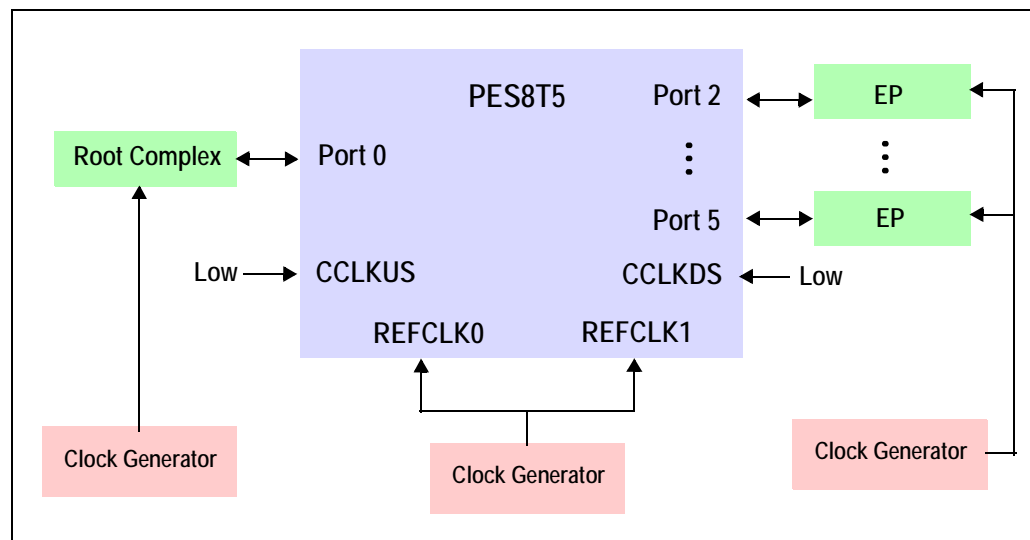 PES8T5
Port 2
EP
Root Complex
Port 0
Port 5
EP
Low
CCLKUS
CCLKDS
Low
REFCLK0
REFCLK1
Clock Generator
Clock Generator
Clock Generator